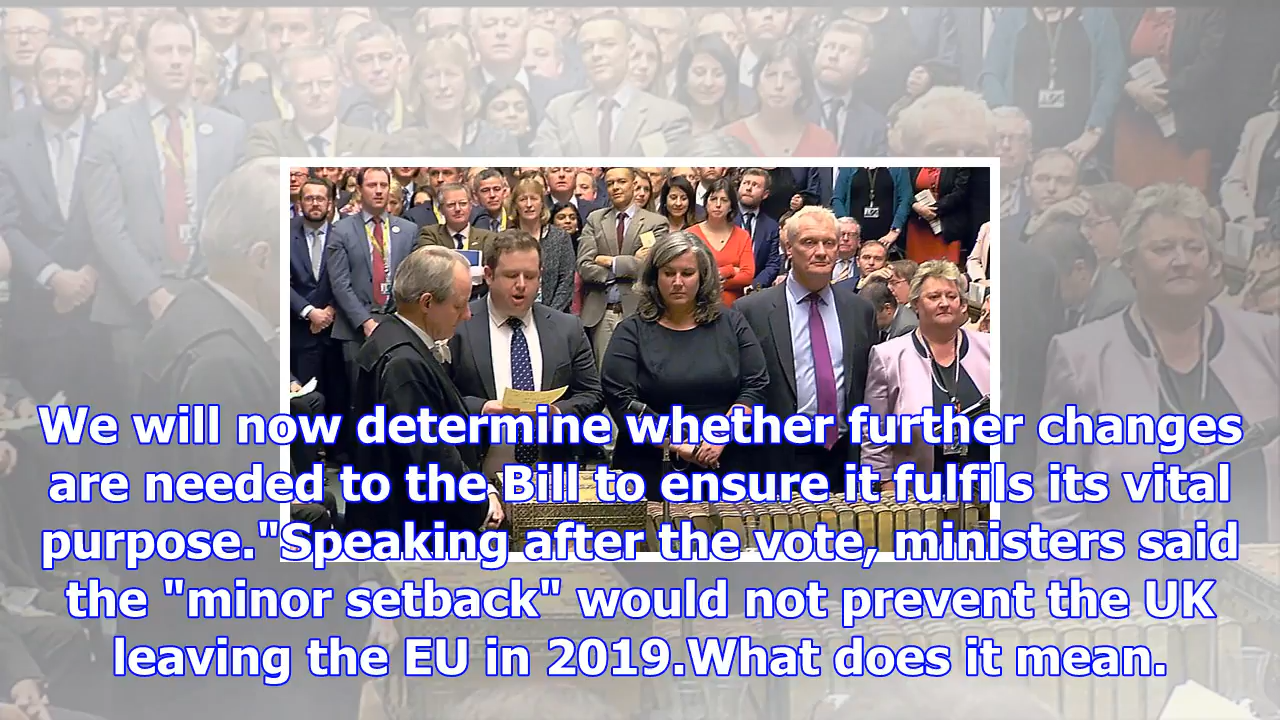 We will now determine whether further changes
are needed to the Bill to ensure it fulfils its vital
purpose."Speaking after the vote, ministers said
the "minor setback" would not prevent the UK
leaving the EU in 2019.What does it mean.